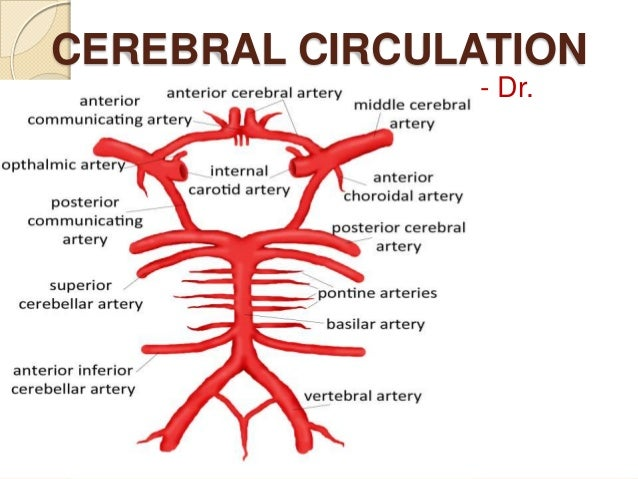 CEREBRAL CIRCULATION
- Dr.
anterior
communicating artery
anterior cerebral artery
middle cerebral
artery
opthalmic artery
internal
carotid artery
anterior
choroidal artery
posterior
communicating
artery
posterior cerebral
artery
superior
cerebellar artery
pontine arteries
basilar artery
anterior inferior
cerebellar artery
vertebral artery